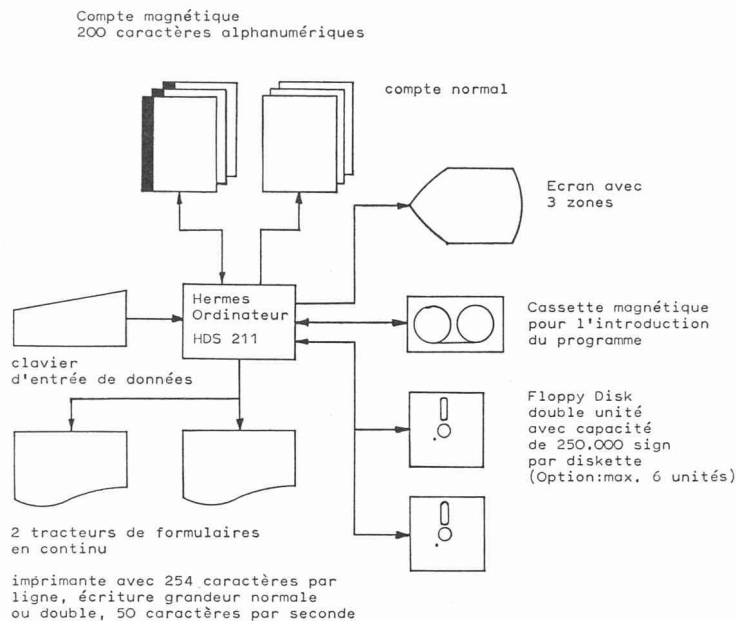 Compte magnétique
200 caractères alphanumériques
compte normal
Ecran avec
3 zones
Hermes
Ordinateur
HDS 211
Cassette magnétique
pour l'introduction
du programme
clavier
d'entrée de données
Floppy Disk
double unité
avec capacité
de 250.000 sign
par diskette
(Option:max. 6 unités)
2 tracteurs de formulaires
en continu
imprimante avec 254 caractères par
ligne, écriture grandeur normale
ou double, 50 caractères par seconde